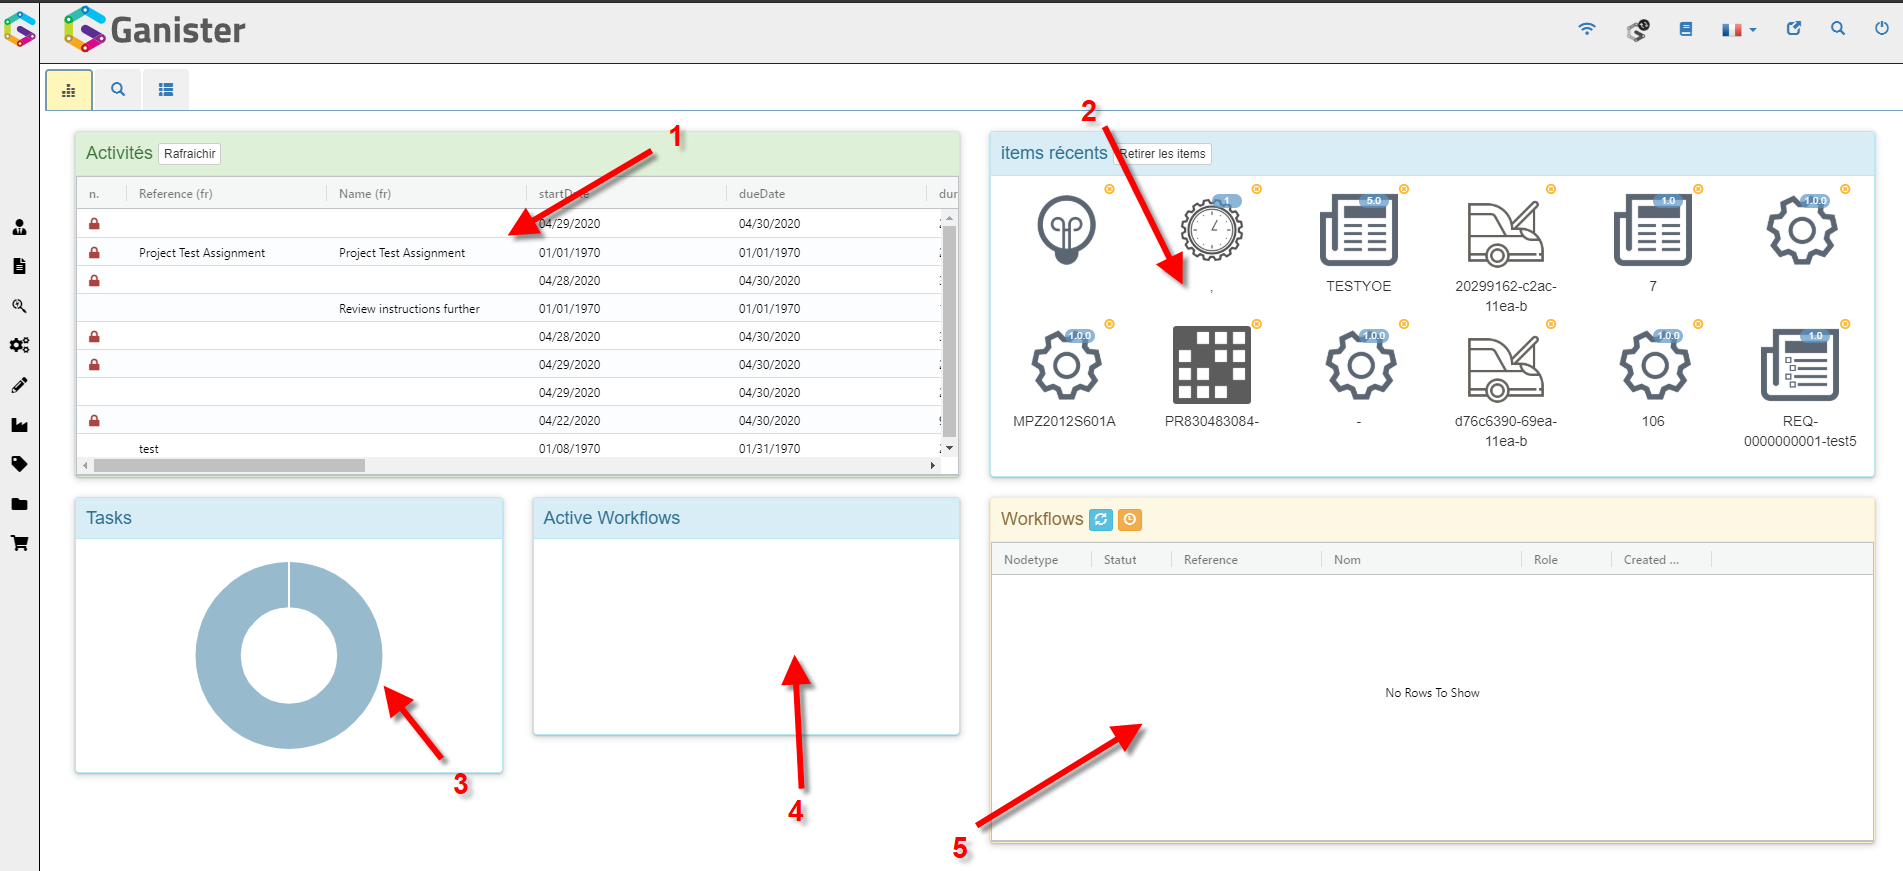 Ganister
1
2
Activités Rafraichir
n. Reference (fr) Name (fr) startDate dueDate dur
04/29/2020 04/30/2020
Project Test Assignment Project Test Assignment 01/01/1970 01/01/1970
04/28/2020 04/30/2020
Review instructions further 01/01/1970 01/01/1970
04/28/2020 04/30/2020
04/29/2020 04/30/2020
04/29/2020 04/30/2020
04/22/2020 04/30/2020
test 01/08/1970 01/31/1970
items récents Retirer les items
1 5.0 1.0 1.0.0
, TESTYOE 20299162-c2ac-
11ea-b
7
1.0.0 1.0.0 1.0.0 1.0
MPZ2012S601A PR830483084- - d76c6390-69ea-
11ea-b
106 REQ-
0000000001-test5
Tasks
3
Active Workflows
4
Workflows
Nodetype Statut Reference Nom Role Created ...
No Rows To Show
5